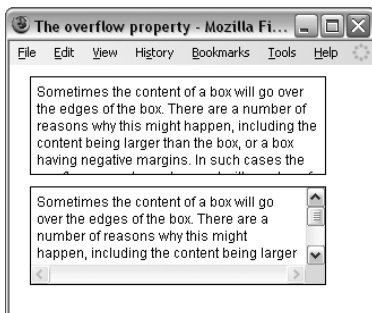 The overflow property - Mozilla Fi...
File Edit View History Bookmarks Tools Help
Sometimes the content of a box will go over
the edges of the box. There are a number of
reasons why this might happen, including the
content being larger than the box, or a box
having negative margins. In such cases the
Sometimes the content of a box will go
over the edges of the box. There are a
number of reasons why this might
happen, including the content being larger